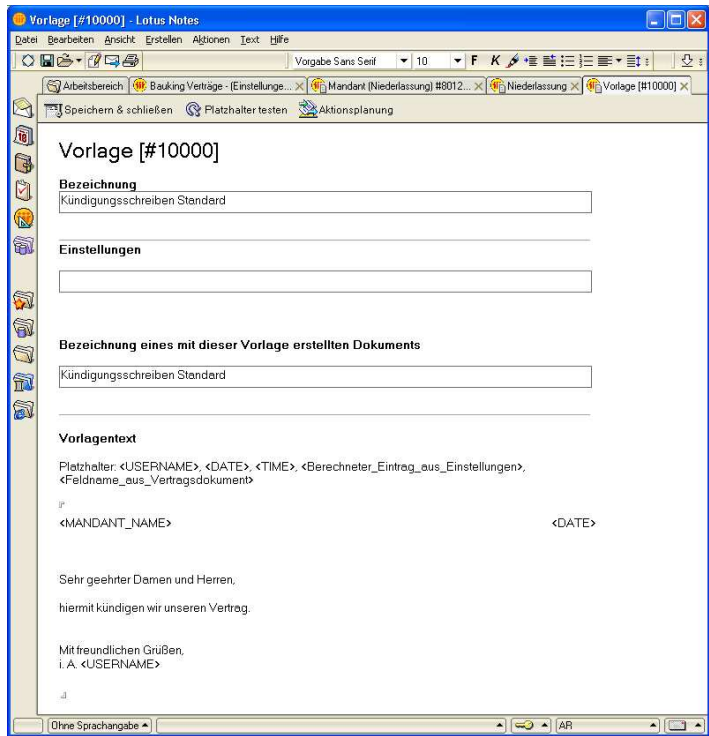 Vorlage [#10000] - Lotus Notes
Datei Bearbeiten Ansicht Erstellen Aktionen Text Hilfe
Vorgabe Sans Serif 10 F K
Arbeitsbereich Bauking Verträge - (Einstellunge... Mandant (Niederlassung) #8012... Niederlassung Vorlage [#10000]
Speichern & schließen Platzhalter testen Aktionsplanung
Vorlage [#10000]
Bezeichnung
Kündigungsschreiben Standard
Einstellungen
Bezeichnung eines mit dieser Vorlage erstellten Dokuments
Kündigungsschreiben Standard
Vorlagentext
Platzhalter: <USERNAME>, <DATE>, <TIME>, <Berechneter_Eintrag_aus_Einstellungen>,
<Feldname_aus_Vertragsdokument>
<MANDANT_NAME> <DATE>
Sehr geehrter Damen und Herren,
hiermit kündigen wir unseren Vertrag.
Mit freundlichen Grüßen,
i. A. <USERNAME>
Ohne Sprachangabe AR